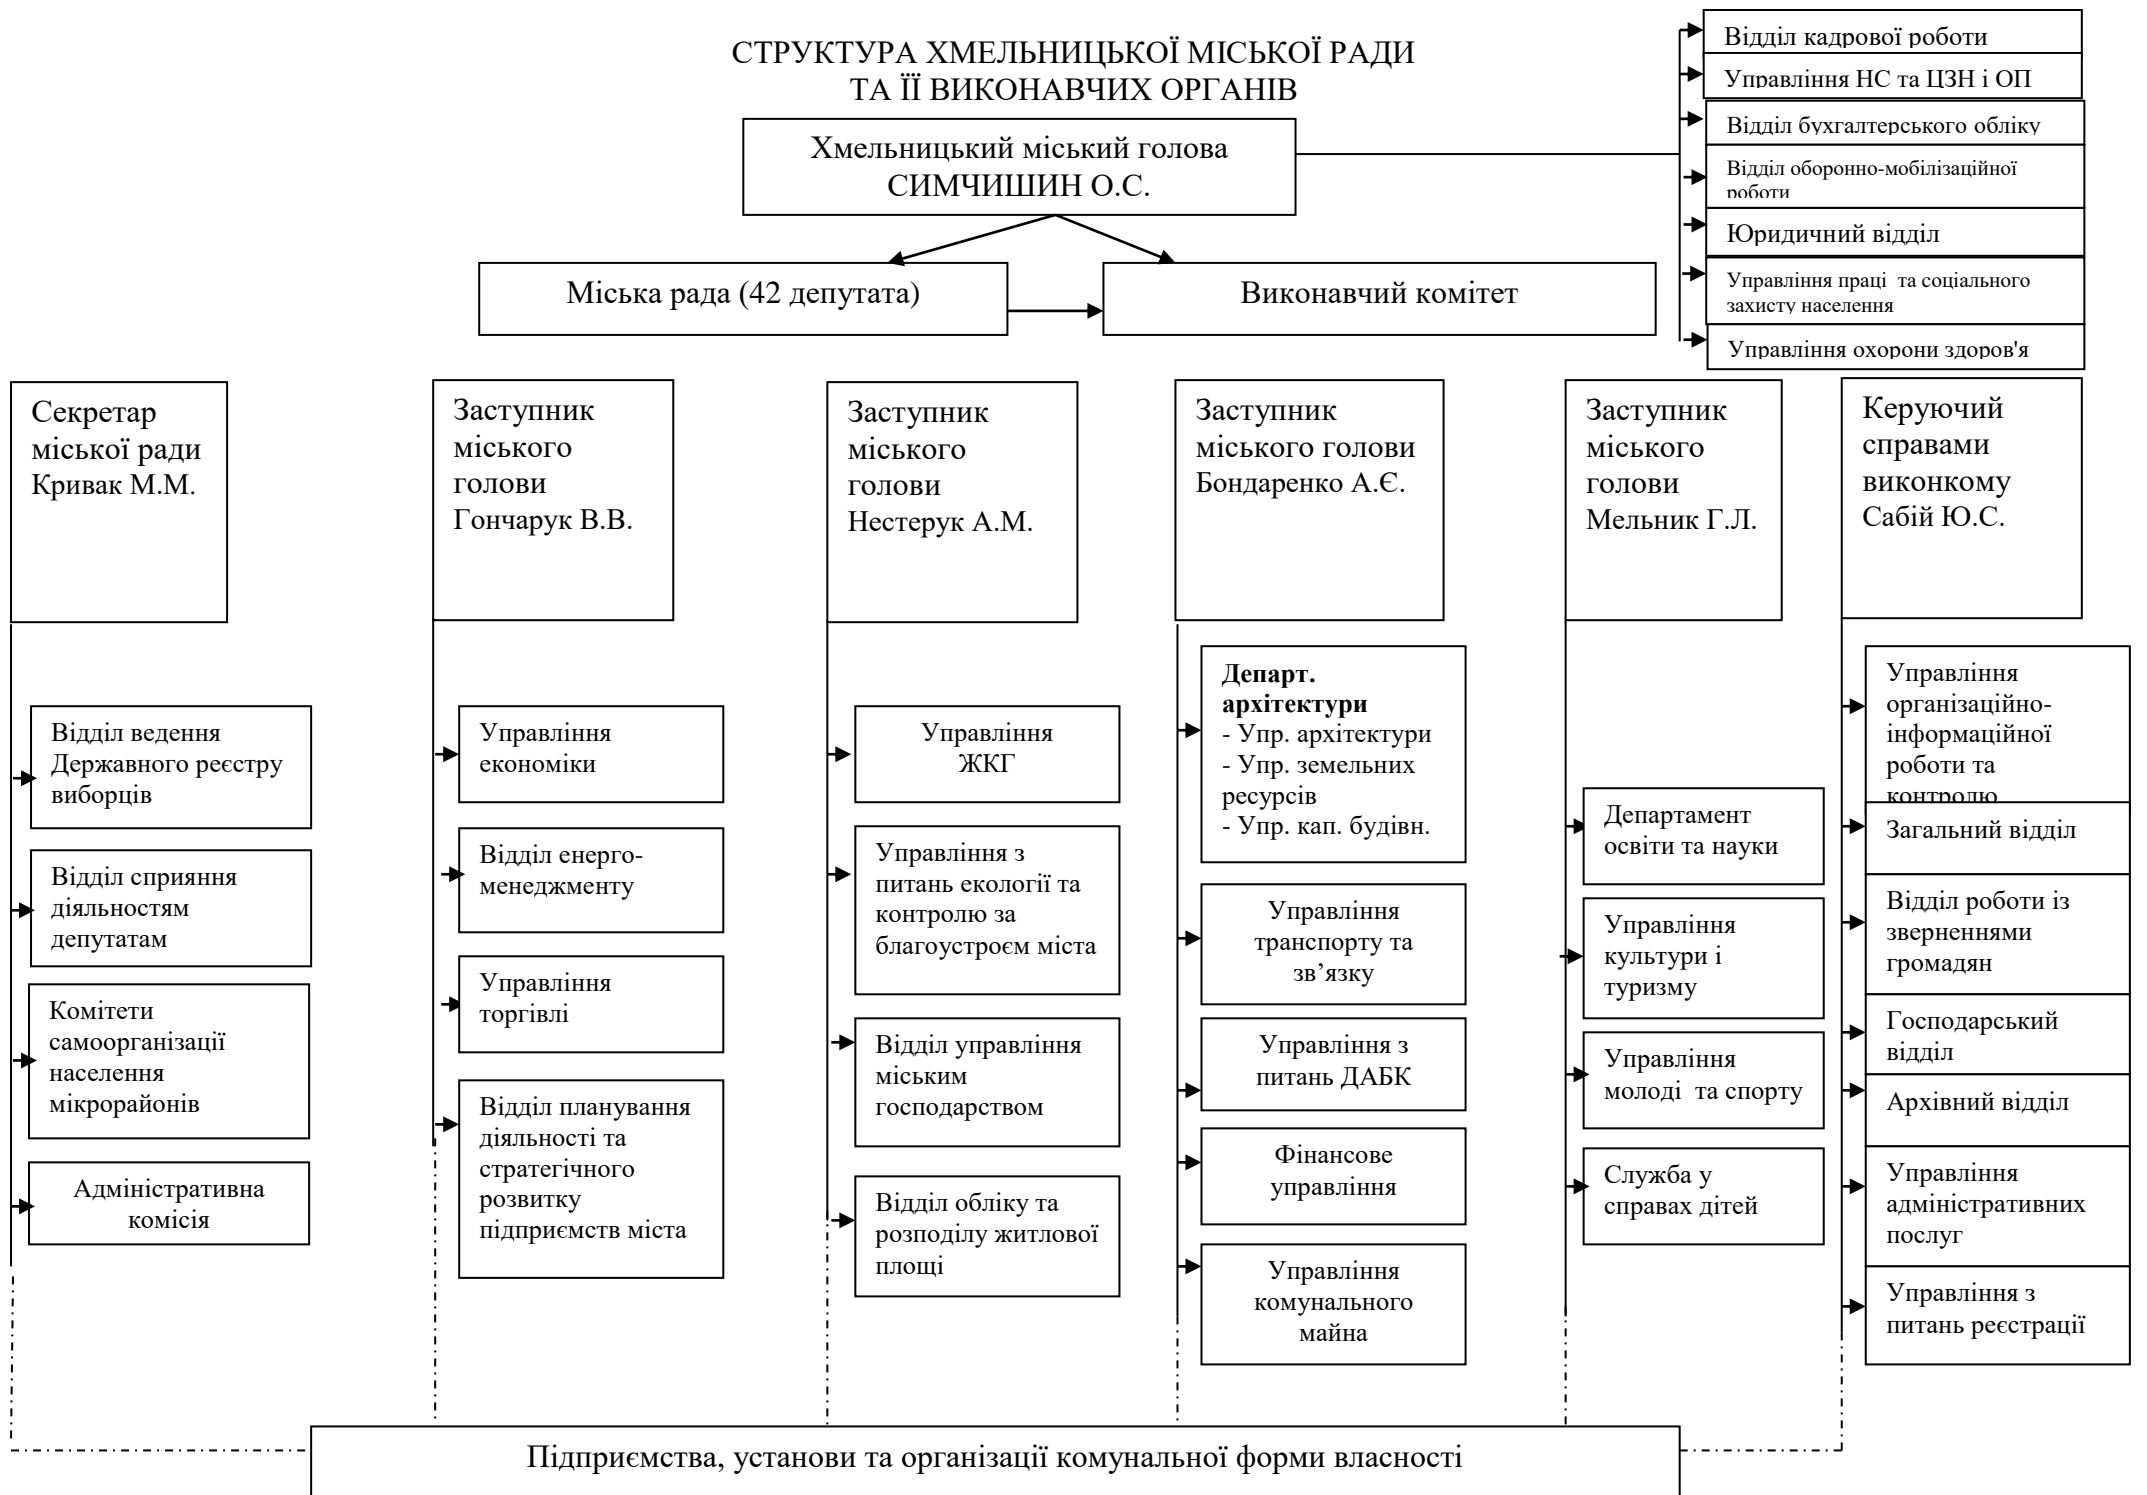 СТРУКТУРА ХМЕЛЬНИЦЬКОЇ МІСЬКОЇ РАДИ
ТА ЇЇ ВИКОНАВЧИХ ОРГАНІВ
Хмельницький міський голова
СИМЧИШИН О.С.
Міська рада (42 депутата)
Виконавчий комітет
Відділ кадрової роботи
Управління НС та ЦЗН і ОП
Відділ бухгалтерського обліку
Відділ оборонно-мобілізаційної
роботи
Юридичний відділ
Управління праці  та соціального
захисту населення
Управління охорони здоров'я
Секретар
міської ради
Кривак М.М.
Відділ ведення
Державного реєстру
виборців
Відділ сприяння
діяльностям
депутатам
Комітети
самоорганізації
населення
мікрорайонів
Адміністративна
комісія
Заступник
міського
голови
Гончарук В.В.
Управління
економіки
Відділ енерго-
менеджменту
Управління
торгівлі
Відділ планування
діяльності та
стратегічного
розвитку
підприємств міста
Заступник
міського
голови
Нестерук А.М.
Управління
ЖКГ
Управління з
питань екології та
контролю за
благоустроєм міста
Відділ управління
міським
господарством
Відділ обліку та
розподілу житлової
площі
Заступник
міського голови
Бондаренко А.Є.
Департ.
архітектури
- Упр. архітектури
- Упр. земельних
ресурсів
- Упр. кап. будівн.
Управління
транспорту та
зв’язку
Управління з
питань ДАБК
Фінансове
управління
Управління
комунального
майна
Заступник
міського
голови
Мельник Г.Л.
Департамент
освіти та науки
Управління
культури і
туризму
Управління
молоді  та спорту
Служба у
справах дітей
Керуючий
справами
виконкому
Сабій Ю.С.
Управління
організаційно-
інформаційної
роботи та
контролю
Загальний відділ
Відділ роботи із
зверненнями
громадян
Господарський
відділ
Архівний відділ
Управління
адміністративних
послуг
Управління з
питань реєстрації
Підприємства, установи та організації комунальної форми власності